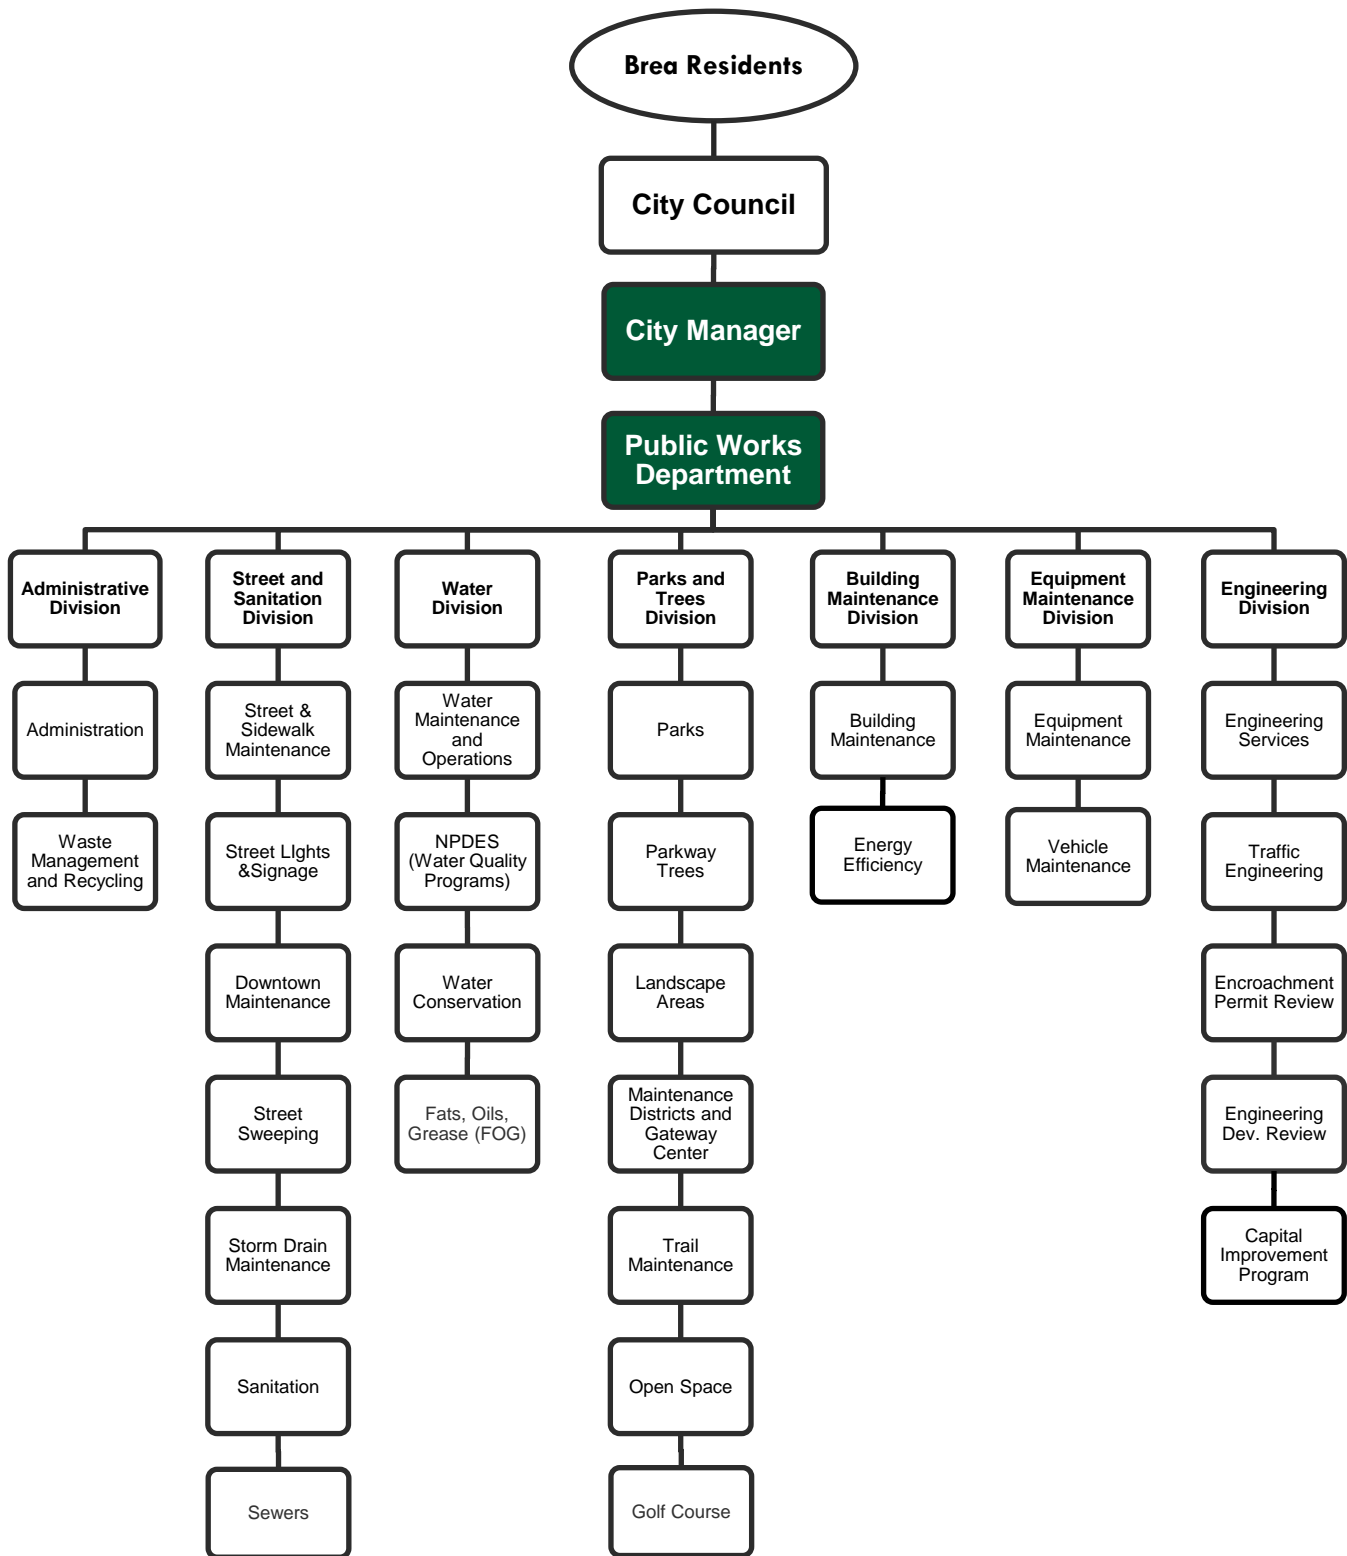 Brea Residents
City Council
City Manager
Public Works
Department
Administrative
Division
Street and
Sanitation
Division
Water
Division
Parks and
Trees
Division
Building
Maintenance
Division
Equipment
Maintenance
Division
Engineering
Division
Administration
Street &
Sidewalk
Maintenance
Water
Maintenance
and
Operations
Parks
Building
Maintenance
Equipment
Maintenance
Engineering
Services
Waste
Management
and Recycling
Street LIghts
&Signage
NPDES
(Water Quality
Programs)
Parkway
Trees
Energy
Efficiency
Vehicle
Maintenance
Traffic
Engineering
Downtown
Maintenance
Water
Conservation
Landscape
Areas
Encroachment
Permit Review
Street
Sweeping
Fats, Oils,
Grease (FOG)
Maintenance
Districts and
Gateway
Center
Engineering
Dev. Review
Storm Drain
Maintenance
Trail
Maintenance
Capital
Improvement
Program
Sanitation
Open Space
Sewers
Golf Course